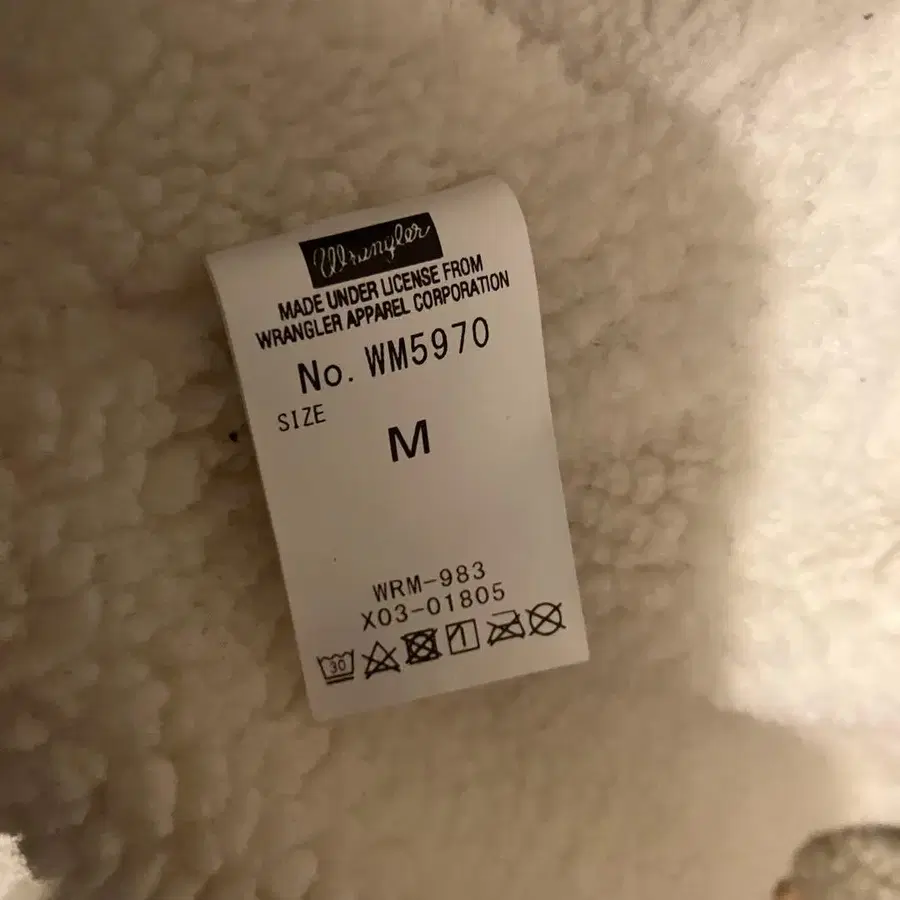 Wrangler
MADE UNDER LICENSE FROM
WRANGLER APPAREL CORPORATION
No. WM5970
SIZE
M
WRM-983
X03-01805
30